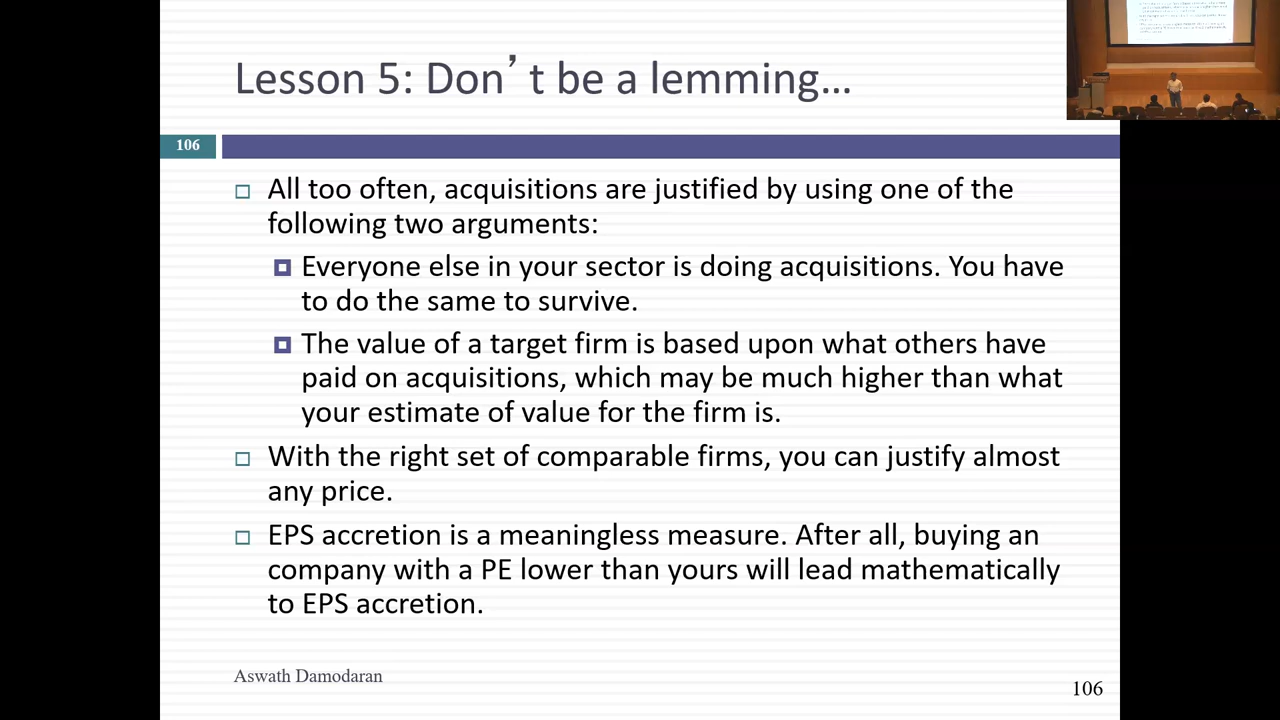 Lesson 5: Don’t be a lemming…
106
All too often, acquisitions are justified by using one of the
following two arguments:
Everyone else in your sector is doing acquisitions. You have
to do the same to survive.
The value of a target firm is based upon what others have
paid on acquisitions, which may be much higher than what
your estimate of value for the firm is.
With the right set of comparable firms, you can justify almost
any price.
EPS accretion is a meaningless measure. After all, buying an
company with a PE lower than yours will lead mathematically
to EPS accretion.
Aswath Damodaran
106